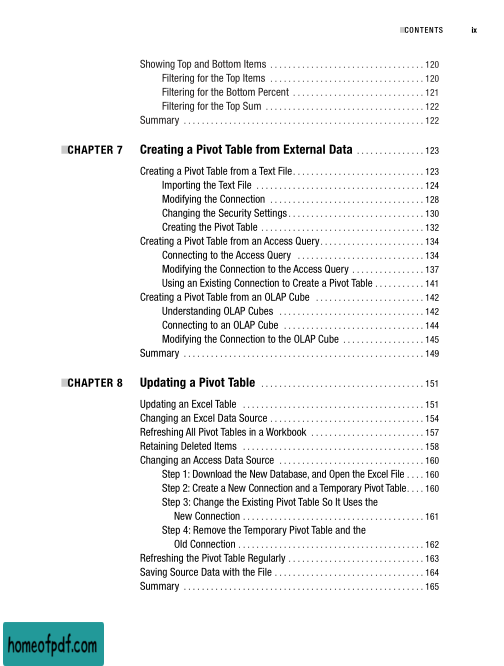 ■CONTENTS ix
Showing Top and Bottom Items . . . . . . . . . . . . . . . . . . . . . . . . . . . . . . . . . . 120
Filtering for the Top Items . . . . . . . . . . . . . . . . . . . . . . . . . . . . . . . . . . 120
Filtering for the Bottom Percent . . . . . . . . . . . . . . . . . . . . . . . . . . . . . 121
Filtering for the Top Sum . . . . . . . . . . . . . . . . . . . . . . . . . . . . . . . . . . . 122
Summary . . . . . . . . . . . . . . . . . . . . . . . . . . . . . . . . . . . . . . . . . . . . . . . . . . . . . 122
■CHAPTER 7 Creating a Pivot Table from External Data . . . . . . . . . . . . . . . 123
Creating a Pivot Table from a Text File. . . . . . . . . . . . . . . . . . . . . . . . . . . . . 123
Importing the Text File . . . . . . . . . . . . . . . . . . . . . . . . . . . . . . . . . . . . . 124
Modifying the Connection . . . . . . . . . . . . . . . . . . . . . . . . . . . . . . . . . . 128
Changing the Security Settings. . . . . . . . . . . . . . . . . . . . . . . . . . . . . . 130
Creating the Pivot Table . . . . . . . . . . . . . . . . . . . . . . . . . . . . . . . . . . . . 132
Creating a Pivot Table from an Access Query. . . . . . . . . . . . . . . . . . . . . . . 134
Connecting to the Access Query . . . . . . . . . . . . . . . . . . . . . . . . . . . . 134
Modifying the Connection to the Access Query . . . . . . . . . . . . . . . . 137
Using an Existing Connection to Create a Pivot Table . . . . . . . . . . . 141
Creating a Pivot Table from an OLAP Cube . . . . . . . . . . . . . . . . . . . . . . . . 142
Understanding OLAP Cubes . . . . . . . . . . . . . . . . . . . . . . . . . . . . . . . . 142
Connecting to an OLAP Cube . . . . . . . . . . . . . . . . . . . . . . . . . . . . . . . 144
Modifying the Connection to the OLAP Cube . . . . . . . . . . . . . . . . . . 145
Summary . . . . . . . . . . . . . . . . . . . . . . . . . . . . . . . . . . . . . . . . . . . . . . . . . . . . . 149
■CHAPTER 8 Updating a Pivot Table . . . . . . . . . . . . . . . . . . . . . . . . . . . . . . . . . . . . 151
Updating an Excel Table . . . . . . . . . . . . . . . . . . . . . . . . . . . . . . . . . . . . . . . . 151
Changing an Excel Data Source . . . . . . . . . . . . . . . . . . . . . . . . . . . . . . . . . . 154
Refreshing All Pivot Tables in a Workbook . . . . . . . . . . . . . . . . . . . . . . . . . 157
Retaining Deleted Items . . . . . . . . . . . . . . . . . . . . . . . . . . . . . . . . . . . . . . . . 158
Changing an Access Data Source . . . . . . . . . . . . . . . . . . . . . . . . . . . . . . . . 160
Step 1: Download the New Database, and Open the Excel File . . . . 160
Step 2: Create a New Connection and a Temporary Pivot Table. . . . 160
Step 3: Change the Existing Pivot Table So It Uses the
New Connection . . . . . . . . . . . . . . . . . . . . . . . . . . . . . . . . . . . . . . . . 161
Step 4: Remove the Temporary Pivot Table and the
Old Connection . . . . . . . . . . . . . . . . . . . . . . . . . . . . . . . . . . . . . . . . . 162
Refreshing the Pivot Table Regularly . . . . . . . . . . . . . . . . . . . . . . . . . . . . . . 163
Saving Source Data with the File . . . . . . . . . . . . . . . . . . . . . . . . . . . . . . . . . 164
Summary . . . . . . . . . . . . . . . . . . . . . . . . . . . . . . . . . . . . . . . . . . . . . . . . . . . . . 165
homeofpdf.com